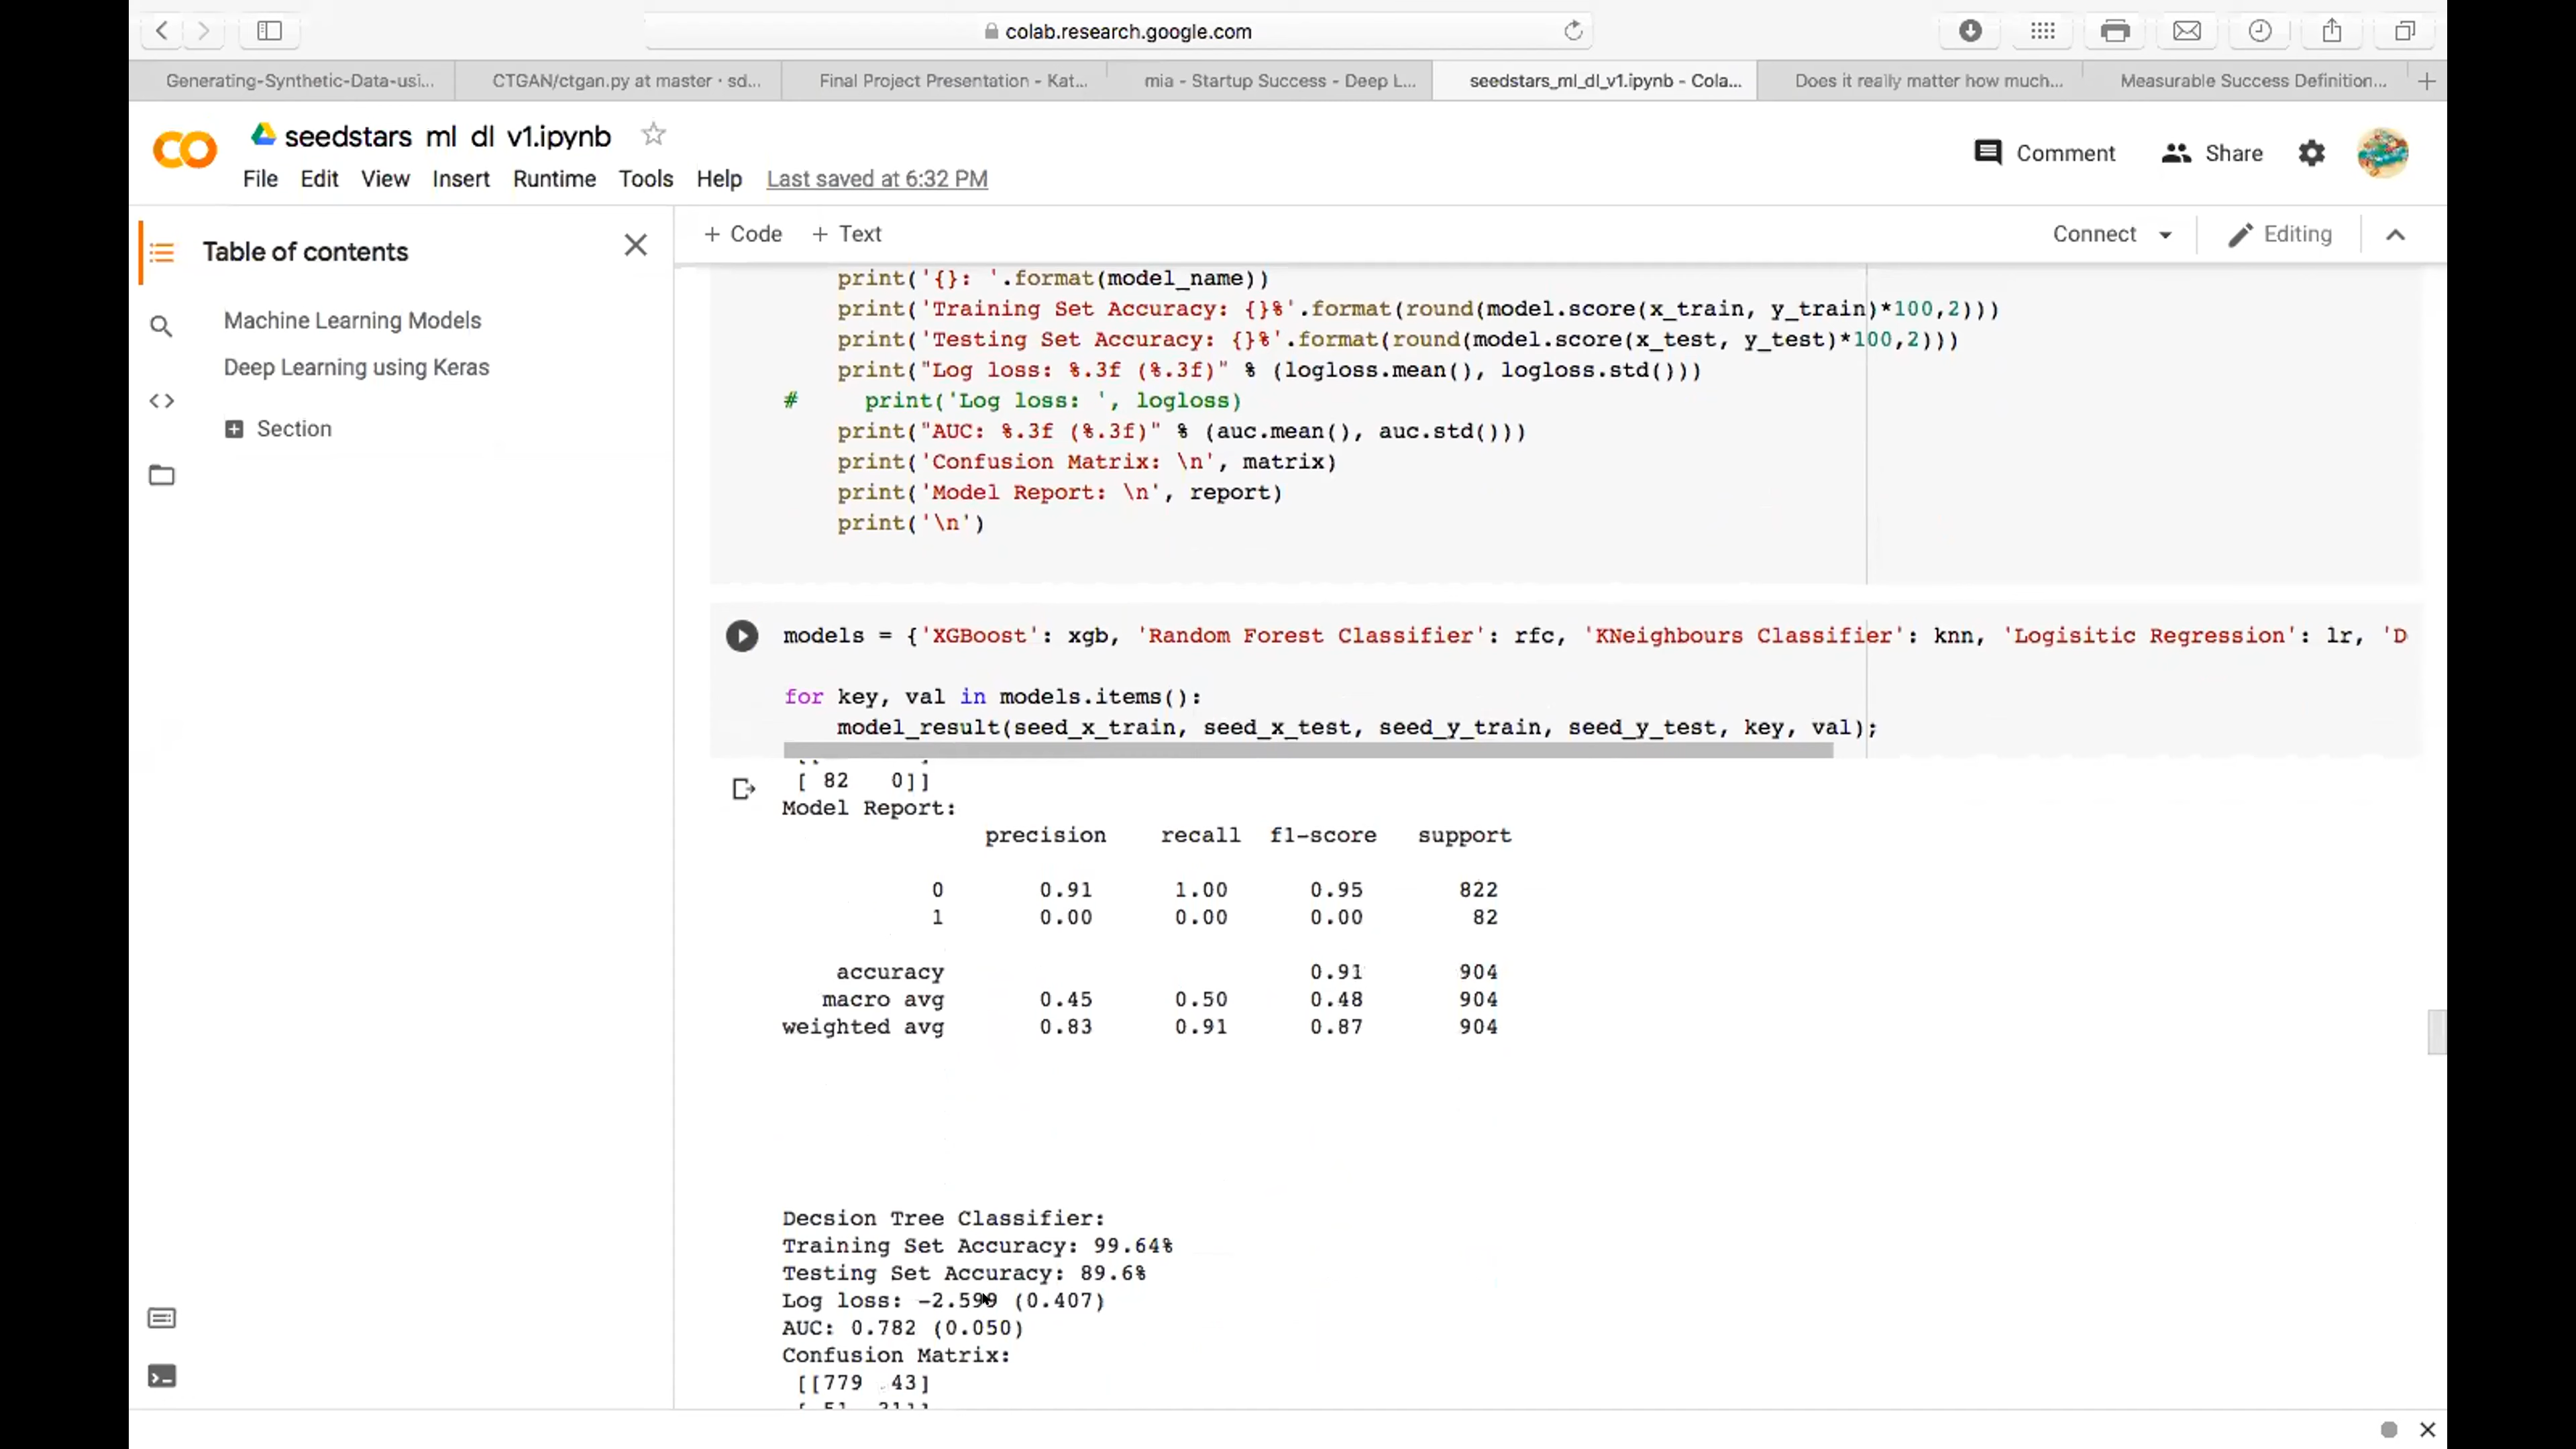 colab.research.google.com
Generating-Synthetic-Data-usi...
CTGAN/ctgan.py at master · sd...
Final Project Presentation - Kat...
mia - Startup Success - Deep L...
seedstars_ml_dl_v1.ipynb - Cola...
Does it really matter how much...
Measurable Success Definition...
CO
seedstars ml dl v1.ipynb
Comment
Share
File Edit View Insert Runtime Tools Help Last saved at 6:32 PM
Table of contents
+ Code + Text
Connect
Editing
Machine Learning Models
Deep Learning using Keras
Section
print('{}: '.format(model_name))
print('Training Set Accuracy: {}%'.format(round(model.score(x_train, y_train)*100,2)))
print('Testing Set Accuracy: {}%'.format(round(model.score(x_test, y_test)*100,2)))
print("Log loss: %.3f (%.3f)" % (logloss.mean(), logloss.std()))
# print('Log loss: ', logloss)
print("AUC: %.3f (%.3f)" % (auc.mean(), auc.std()))
print('Confusion Matrix: \n', matrix)
print('Model Report: \n', report)
print('\n')
models = {'XGBoost': xgb, 'Random Forest Classifier': rfc, 'KNeighbours Classifier': knn, 'Logisitic Regression': lr, 'D
for key, val in models.items():
model_result(seed_x_train, seed_x_test, seed_y_train, seed_y_test, key, val);
[ 82 0]]
Model Report:
precision recall f1-score support
0 0.91 1.00 0.95 822
1 0.00 0.00 0.00 82
accuracy 0.91 904
macro avg 0.45 0.50 0.48 904
weighted avg 0.83 0.91 0.87 904
Decsion Tree Classifier:
Training Set Accuracy: 99.64%
Testing Set Accuracy: 89.6%
Log loss: -2.599 (0.407)
AUC: 0.782 (0.050)
Confusion Matrix:
[[779 43]